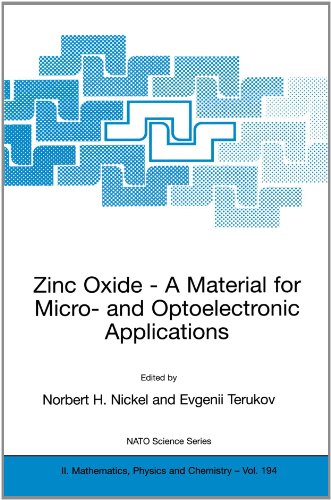 Zinc Oxide - A Material for
Micro- and Optoelectronic
Applications
Edited by
Norbert H. Nickel and Evgenii Terukov
NATO Science Series
II. Mathematics, Physics and Chemistry – Vol. 194